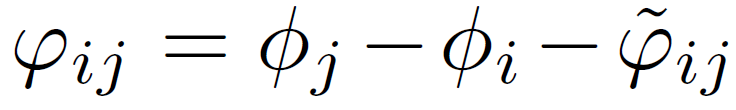 φ_{ij} = ϕ_j − ϕ_i − φ̃_{ij}